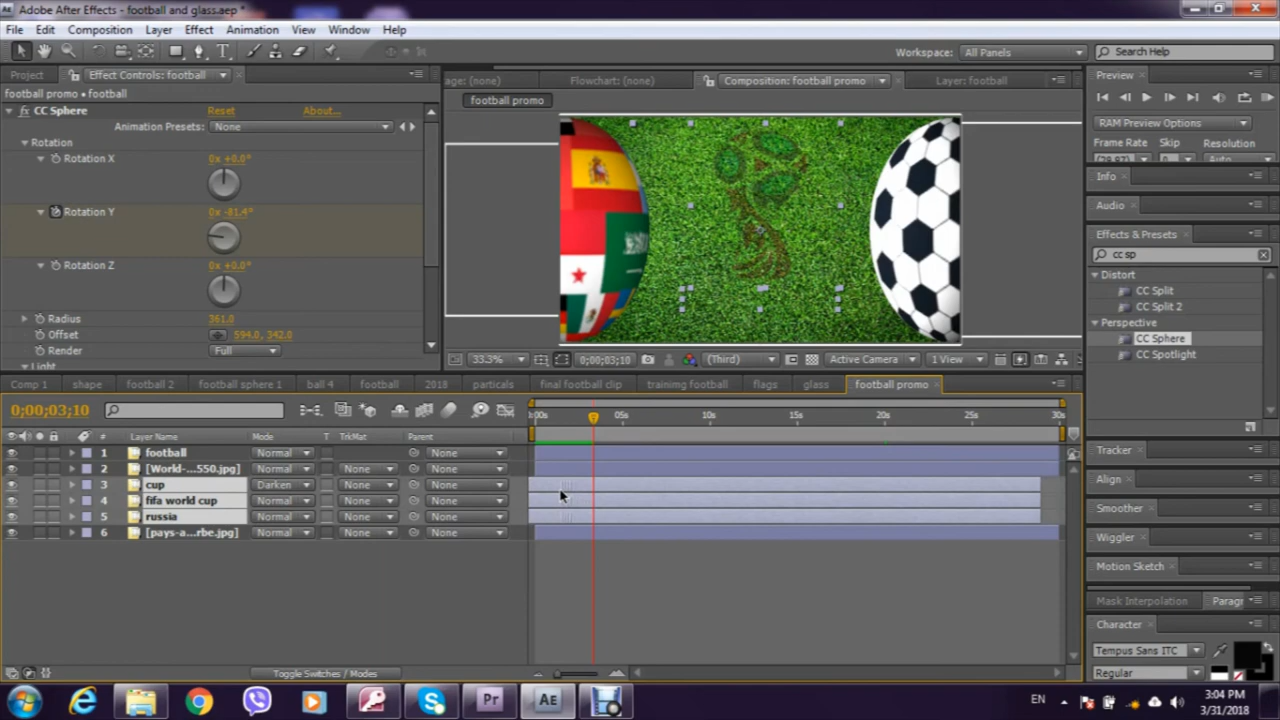 Adobe After Effects - football and glass.aep *
File Edit Composition Layer Effect Animation View Window Help
Workspace: All Panels Search Help
Project Effect Controls: football
age: (none) Flowchart: (none) Composition: football promo Layer: football
Preview
football promo • football
football promo
CC Sphere Reset About...
Animation Presets: None
RAM Preview Options
Rotation
Frame Rate Skip Resolution
(29.97) Auto
Rotation X 0x +0.0°
Info
Audio
Rotation Y 0x -81.4°
Effects & Presets
cc sp
Rotation Z 0x +0.0°
Distort
CC Split
CC Split 2
Radius 361.0
Perspective
Offset 594.0, 342.0
CC Sphere
Render Full
CC Spotlight
Light
33.3% 0;00;03;10 (Third) Active Camera 1 View
Comp 1 shape football 2 football sphere 1 ball 4 football 2018 particals final football clip training football flags glass football promo
0;00;03;10
:00s 05s 10s 15s 20s 25s 30s
# Layer Name Mode T TrkMat Parent
1 football Normal None
2 [World-...550.jpg] Normal None None
3 cup Darken None None
4 fifa world cup Normal None None
5 russia Normal None None
6 [pays-a...rbe.jpg] Normal None None
Toggle Switches / Modes
Tracker
Align
Smoother
Wiggler
Motion Sketch
Mask Interpolation Paragr
Character
Tempus Sans ITC
Regular
Pr Ae
EN 3:04 PM
3/31/2018